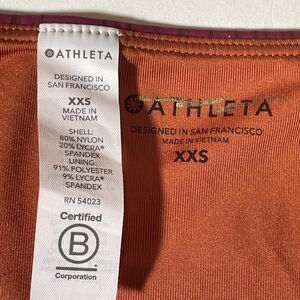 ATHLETA
DESIGNED IN
SAN FRANCISCO
XXS
MADE IN
VIETNAM
SHELL:
80% NYLON
20% LYCRA®
SPANDEX
LINING:
91% POLYESTER
9% LYCRA®
SPANDEX
RN 54023
Certified
B
Corporation
ATHLETA
DESIGNED IN SAN FRANCISCO
MADE IN VIETNAM
XXS